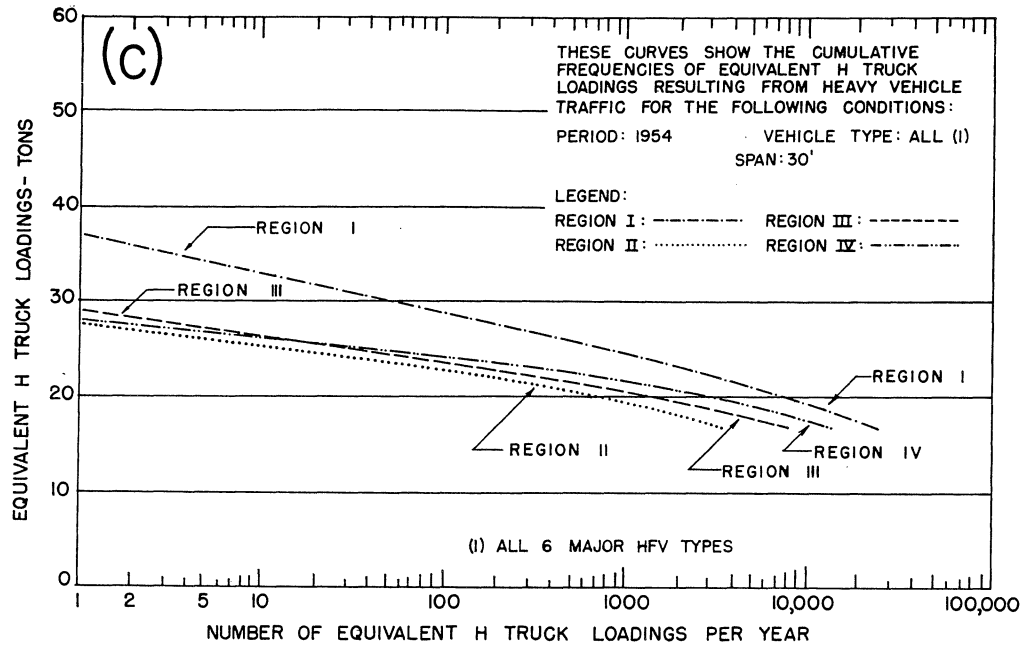 60
(C)
THESE CURVES SHOW THE CUMULATIVE
FREQUENCIES OF EQUIVALENT H TRUCK
LOADINGS RESULTING FROM HEAVY VEHICLE
TRAFFIC FOR THE FOLLOWING CONDITIONS:
PERIOD: 1954 VEHICLE TYPE: ALL (1)
SPAN: 30'
LEGEND:
REGION I: REGION III:
REGION II: REGION IV:
50
40
30
20
10
0
EQUIVALENT H TRUCK LOADINGS-TONS
REGION I
REGION III
REGION I
REGION II
REGION IV
REGION III
(1) ALL 6 MAJOR HFV TYPES
1 2 5 10 100 1000 10,000 100,000
NUMBER OF EQUIVALENT H TRUCK LOADINGS PER YEAR